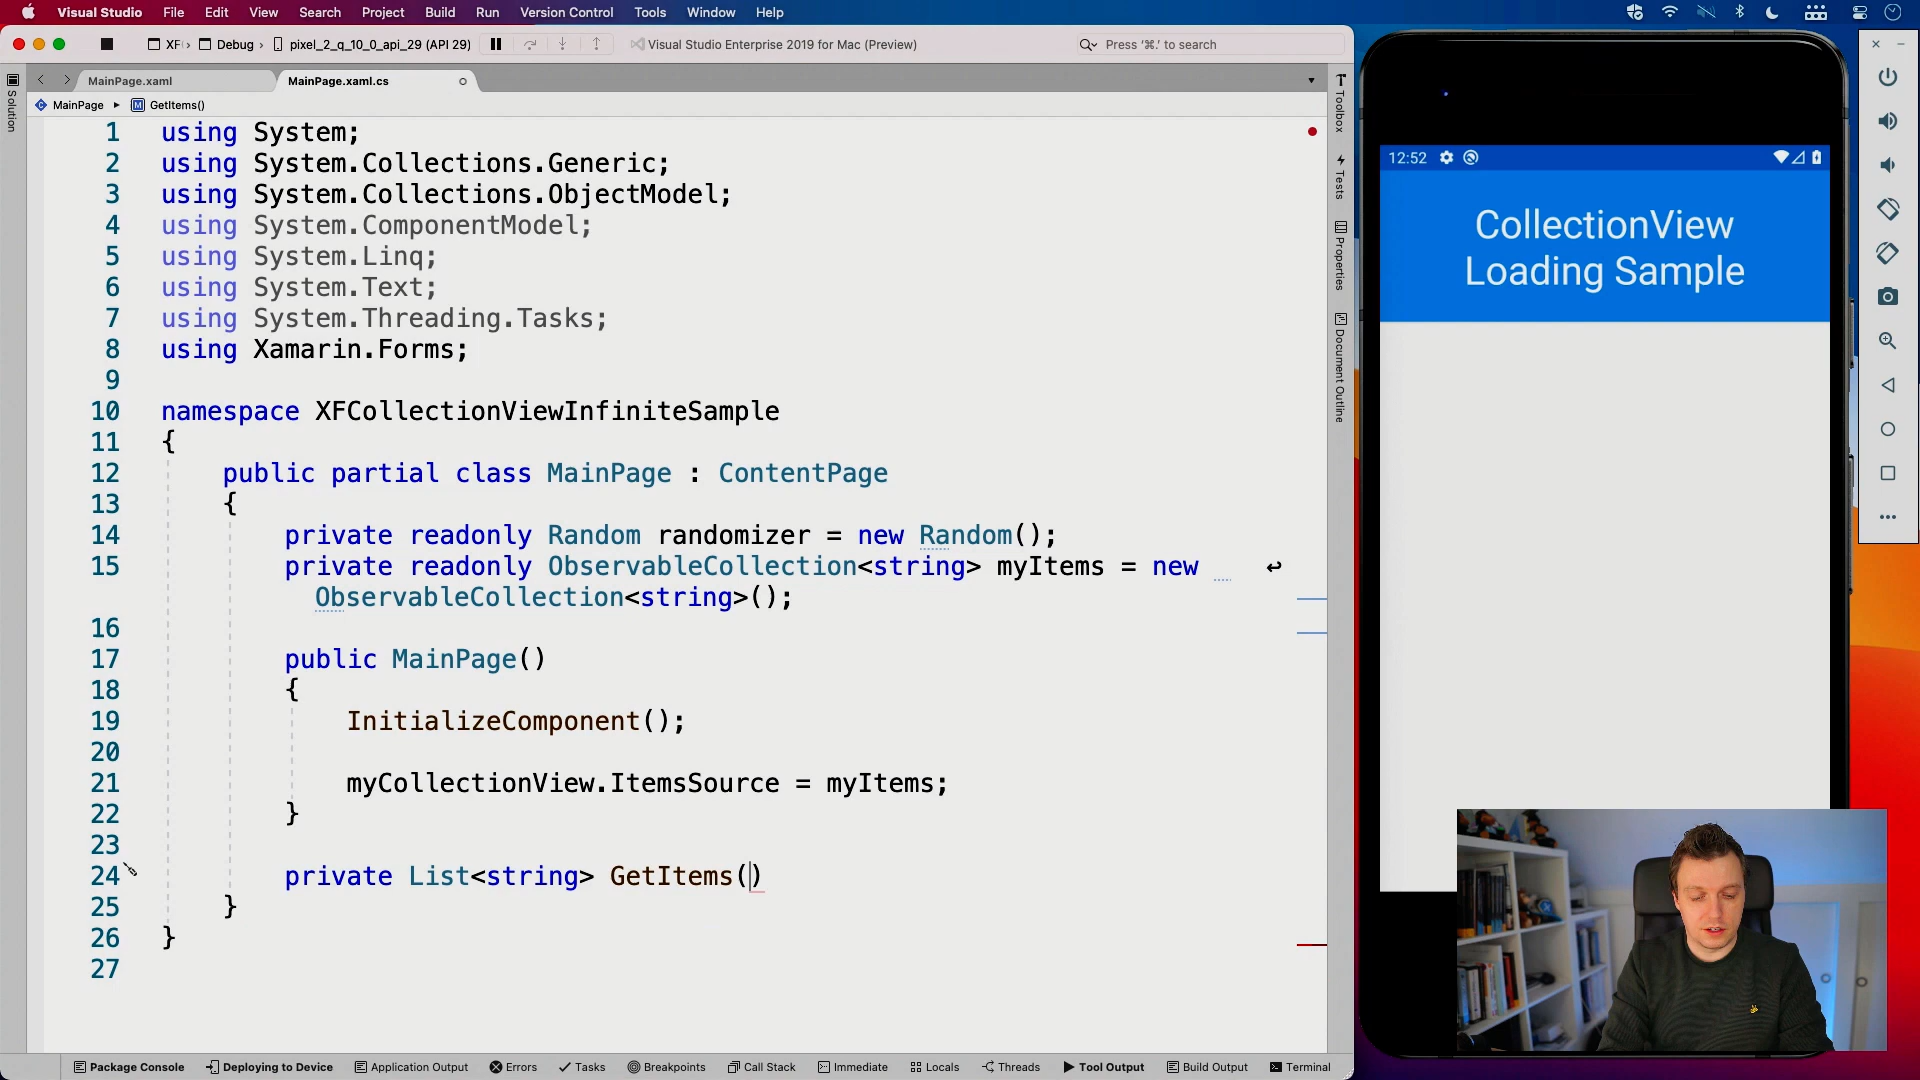 Visual Studio File Edit View Search Project Build Run Version Control Tools Window Help
XF Debug pixel_2_q_10_0_api_29 (API 29) Visual Studio Enterprise 2019 for Mac (Preview) Press '⌘.' to search
MainPage.xaml MainPage.xaml.cs
MainPage GetItems()
Solution
Toolbox
Tests
Properties
Document Outline
1 using System;
2 using System.Collections.Generic;
3 using System.Collections.ObjectModel;
4 using System.ComponentModel;
5 using System.Linq;
6 using System.Text;
7 using System.Threading.Tasks;
8 using Xamarin.Forms;
9
10 namespace XFCollectionViewInfiniteSample
11 {
12 public partial class MainPage : ContentPage
13 {
14 private readonly Random randomizer = new Random();
15 private readonly ObservableCollection<string> myItems = new
ObservableCollection<string>();
16
17 public MainPage()
18 {
19 InitializeComponent();
20
21 myCollectionView.ItemsSource = myItems;
22 }
23
24 private List<string> GetItems()
25 }
26 }
27
12:52
CollectionView
Loading Sample
Package Console Deploying to Device Application Output Errors Tasks Breakpoints Call Stack Immediate Locals Threads Tool Output Build Output Terminal